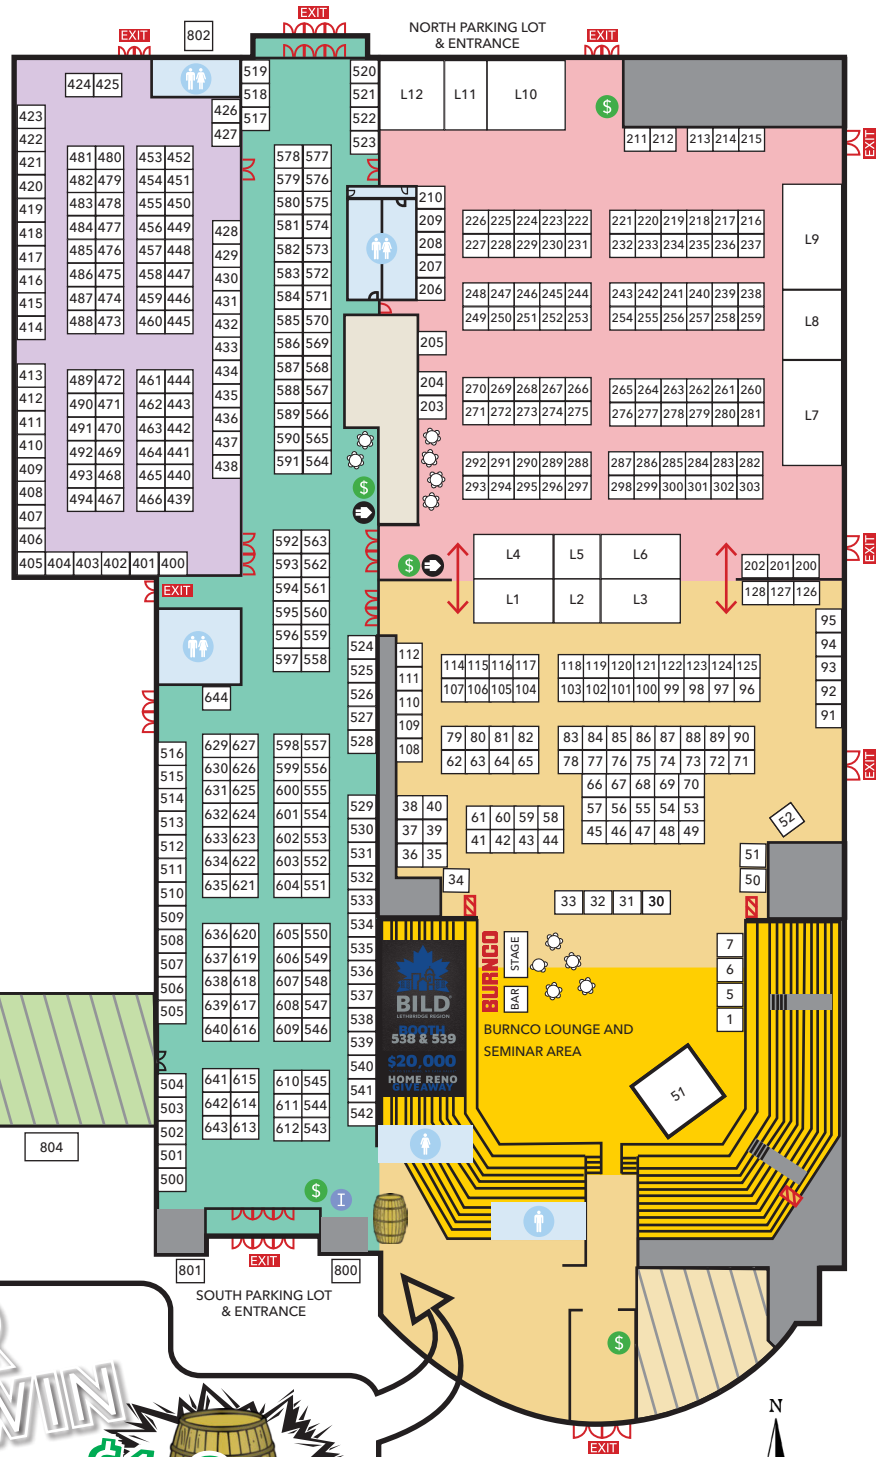 EXIT
802
EXIT
NORTH PARKING LOT
& ENTRANCE
EXIT
424 425
519
518
517
520
521
522
523
L12
L11
L10
$
426
427
211 212
213 214 215
EXIT
423
422
421
420
419
418
417
416
415
414
481 480
482 479
483 478
484 477
485 476
486 475
487 474
488 473
453 452
454 451
455 450
456 449
457 448
458 447
459 446
460 445
428
429
430
431
432
433
434
435
436
437
438
578 577
579 576
580 575
581 574
582 573
583 572
584 571
585 570
586 569
587 568
588 567
589 566
590 565
591 564
210
209
208
207
206
226 225 224 223 222
227 228 229 230 231
221 220 219 218 217 216
232 233 234 235 236 237
L9
248 247 246 245 244
249 250 251 252 253
243 242 241 240 239 238
254 255 256 257 258 259
L8
205
204
203
L7
270 269 268 267 266
271 272 273 274 275
265 264 263 262 261 260
276 277 278 279 280 281
292 291 290 289 288
293 294 295 296 297
287 286 285 284 283 282
298 299 300 301 302 303
413
412
411
410
409
408
407
406
405 404 403 402 401 400
489 472
490 471
491 470
492 469
493 468
494 467
461 444
462 443
463 442
464 441
465 440
466 439
$
592 563
593 562
594 561
595 560
596 559
597 558
$
L4
L5
L6
L1
L2
L3
EXIT
202 201 200
128 127 126
EXIT
95
94
93
92
91
524
525
526
527
528
112
111
110
109
108
114 115 116 117
107 106 105 104
118 119 120 121 122 123 124 125
103 102 101 100 99 98 97 96
644
79 80 81 82
62 63 64 65
83 84 85 86 87 88 89 90
78 77 76 75 74 73 72 71
66 67 68 69 70
57 56 55 54 53
45 46 47 48 49
EXIT
516
515
514
513
512
511
510
509
508
507
506
505
629 627
630 626
631 625
632 624
633 623
634 622
635 621
598 557
599 556
600 555
601 554
602 553
603 552
604 551
529
530
531
532
533
534
535
536
537
538
539
540
541
542
38 40
37 39
36 35
61 60 59 58
41 42 43 44
52
51
50
34
33 32 31 30
636 620
637 619
638 618
639 617
640 616
605 550
606 549
607 548
608 547
609 546
BURNCO
STAGE
BAR
7
6
5
1
BILD
LETHBRIDGE REGION
BOOTH
538 & 539
$20,000
HOME RENO
GIVEAWAY
BURNCO LOUNGE AND
SEMINAR AREA
51
504
503
502
501
500
641 615
642 614
643 613
610 545
611 544
612 543
804
$
I
801
EXIT
800
SOUTH PARKING LOT
& ENTRANCE
$
R
WIN
N
EXIT